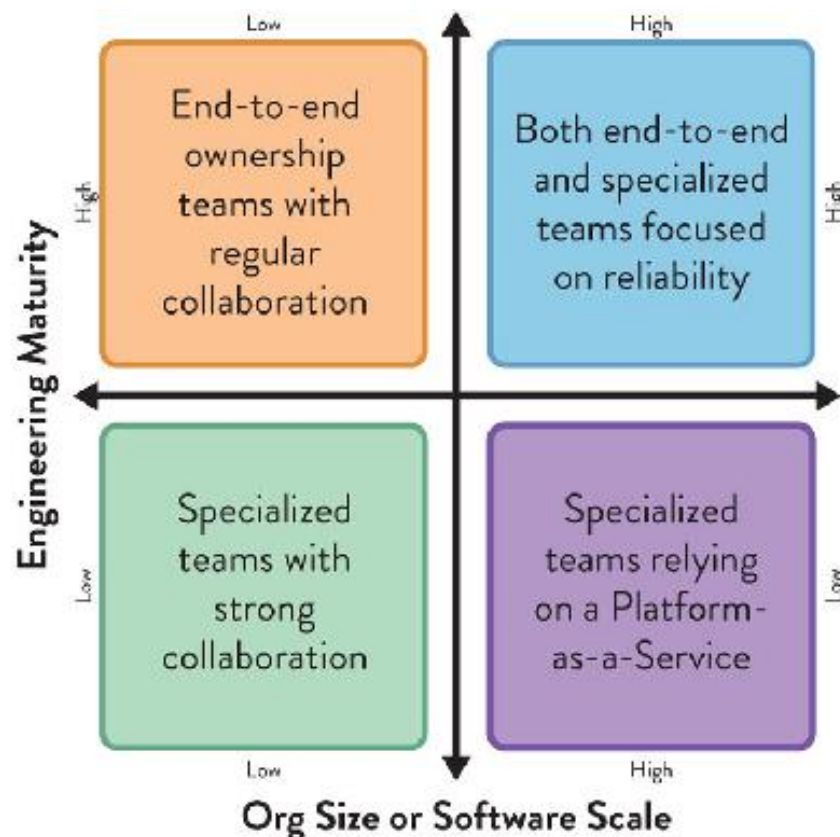 Low
High
High
End-to-end
ownership
teams with
regular
collaboration
Both end-to-end
and specialized
teams focused
on reliability
High
Engineering Maturity
Low
Specialized
teams with
strong
collaboration
Specialized
teams relying
on a Platform-
as-a-Service
Low
Low
High
Org Size or Software Scale